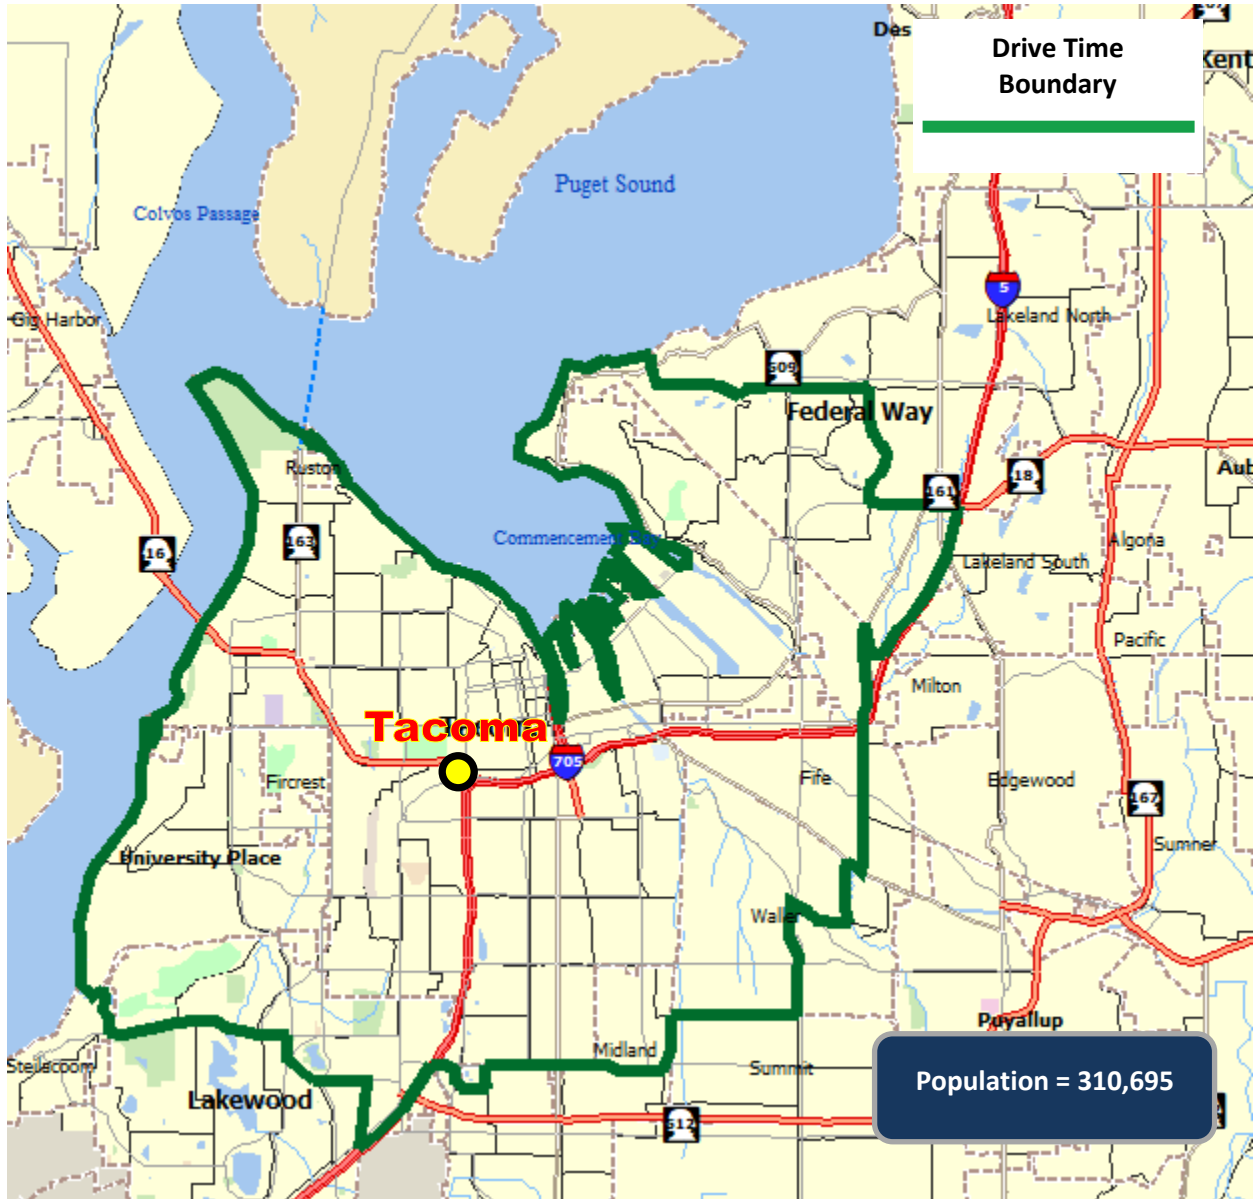 Des
Drive Time
Boundary
Kent
Puget Sound
Colvos Passage
5
Gig Harbor
Lakeland North
509
Federal Way
Ruston
161
18
Aub
163
16
Commencement Bay
Algona
Lakeland South
Pacific
Milton
Tacoma
705
Fircrest
Fife
Edgewood
167
Sumner
University Place
Waller
Puyallup
Midland
Steilacoom
Summit
Lakewood
Population = 310,695
512